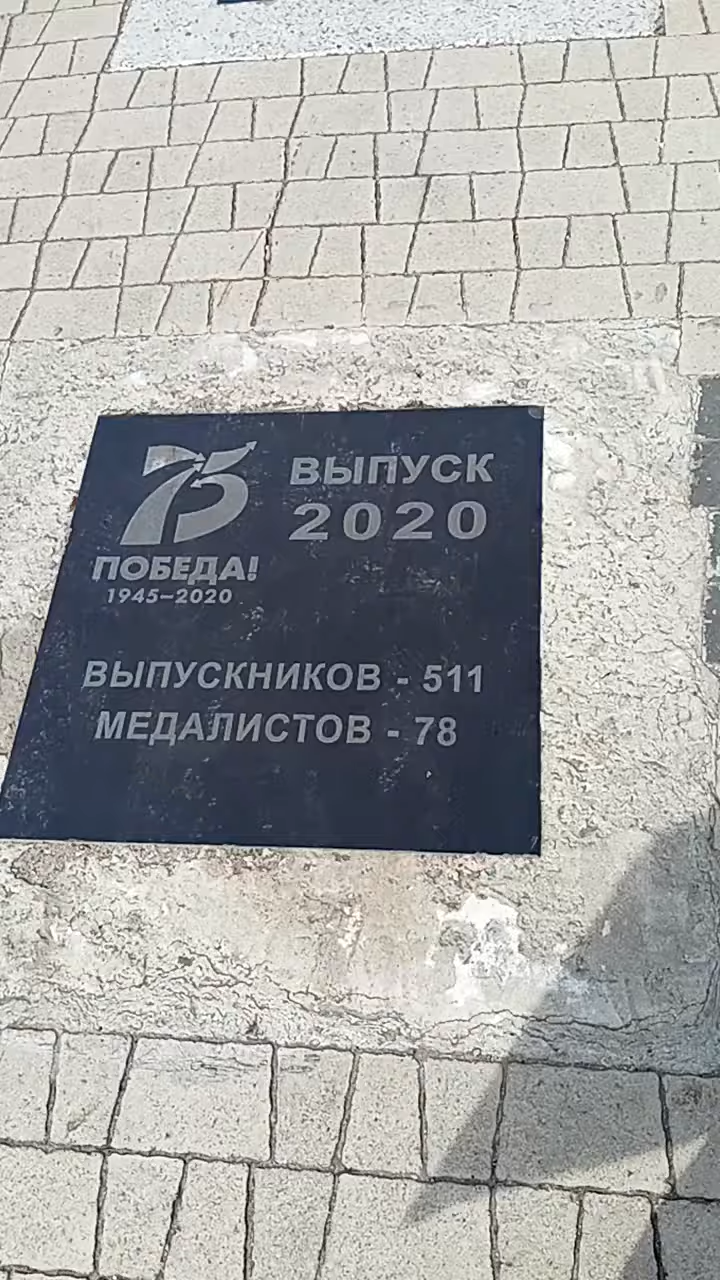 75
ВЫПУСК
2020
ПОБЕДА!
1945–2020
ВЫПУСКНИКОВ - 511
МЕДАЛИСТОВ - 78